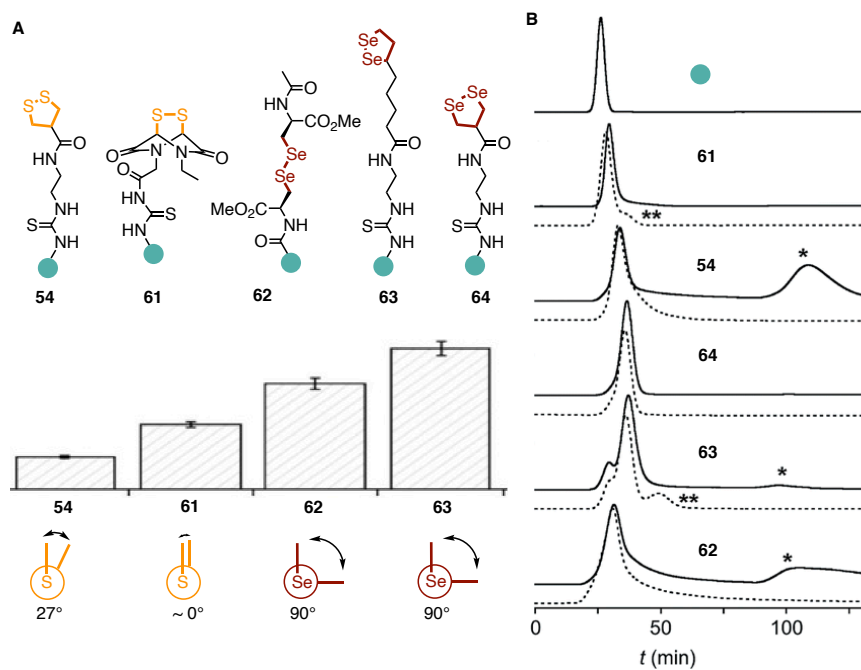 A
B
S
S
O
HN
NH
S
NH
54
S
S
O
N
N
O
O
NH
S
NH
61
O
HN
CO₂Me
Se
Se
MeO₂C
NH
O
62
Se
Se
O
HN
NH
S
NH
63
Se
Se
O
HN
NH
S
NH
64
54
61
62
63
S
27°
S
~ 0°
Se
90°
Se
90°
61
**
54
*
64
63
*
**
62
*
0
50
100
t (min)